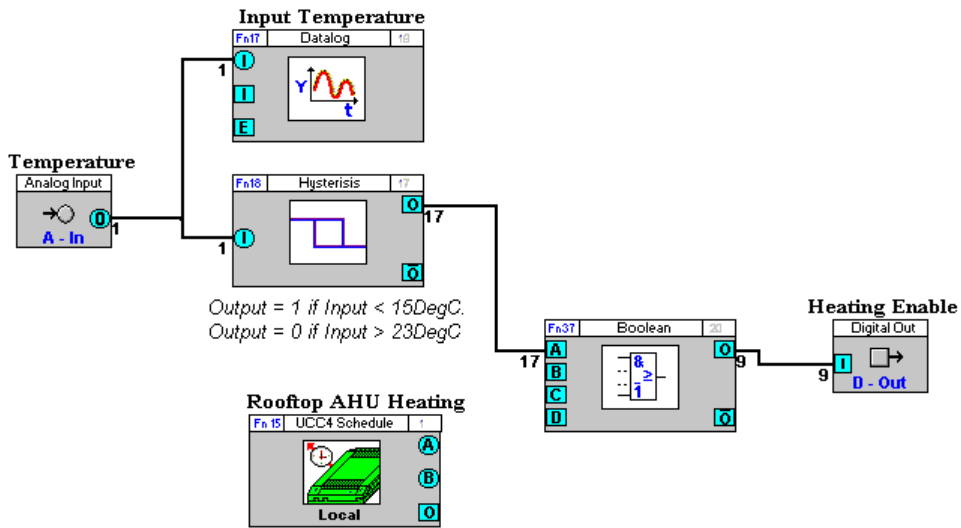 Input Temperature
Fn17 Datalog 18
1 I
I
E
Y
t
Temperature
Analog Input
O 1
A - In
Fn18 Hysterisis 17
O 17
1 I
O
Output = 1 if Input < 15DegC.
Output = 0 if Input > 23DegC
Heating Enable
Digital Out
I
9
D - Out
Fn37 Boolean 20
17 A O 9
B
C
D O
&
≥
1
Rooftop AHU Heating
Fn 15 UCC4 Schedule 1
A
B
O
Local